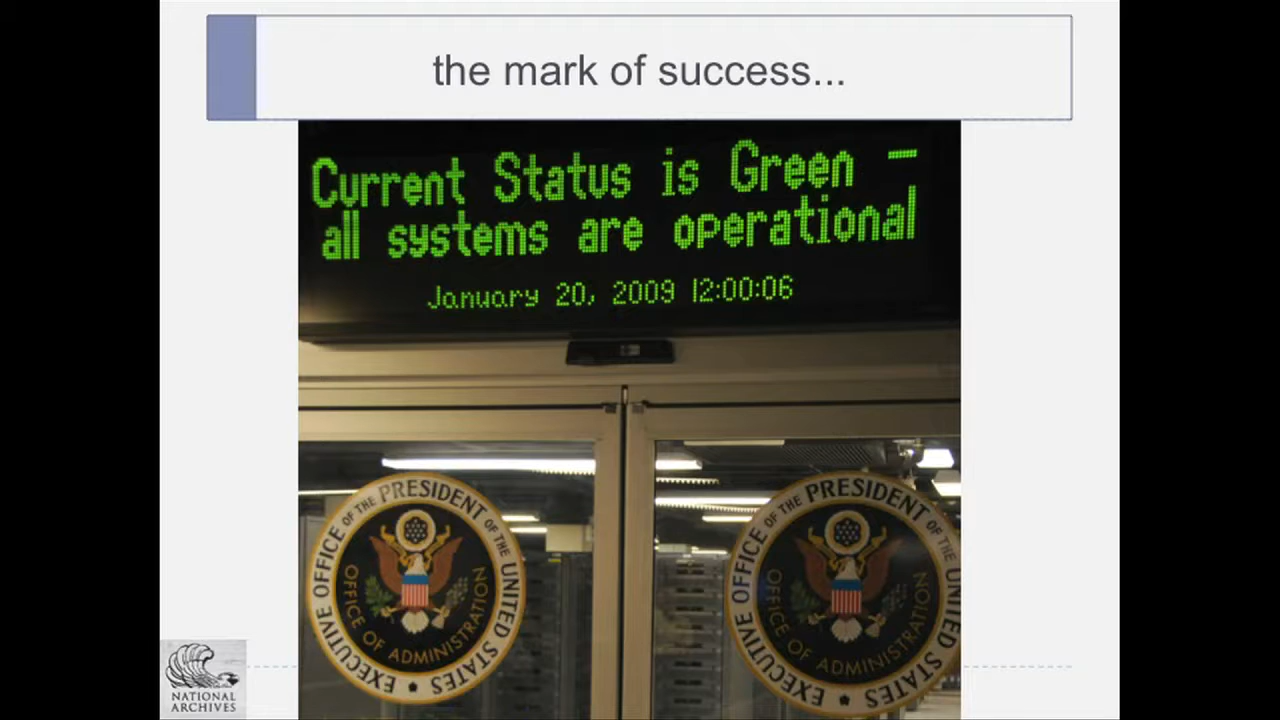 the mark of success...
Current Status is Green –
all systems are operational
January 20, 2009 12:00:06
EXECUTIVE OFFICE OF THE PRESIDENT OF THE UNITED STATES
OFFICE OF ADMINISTRATION
EXECUTIVE OFFICE OF THE PRESIDENT OF THE UNITED STATES
OFFICE OF ADMINISTRATION
NATIONAL
ARCHIVES